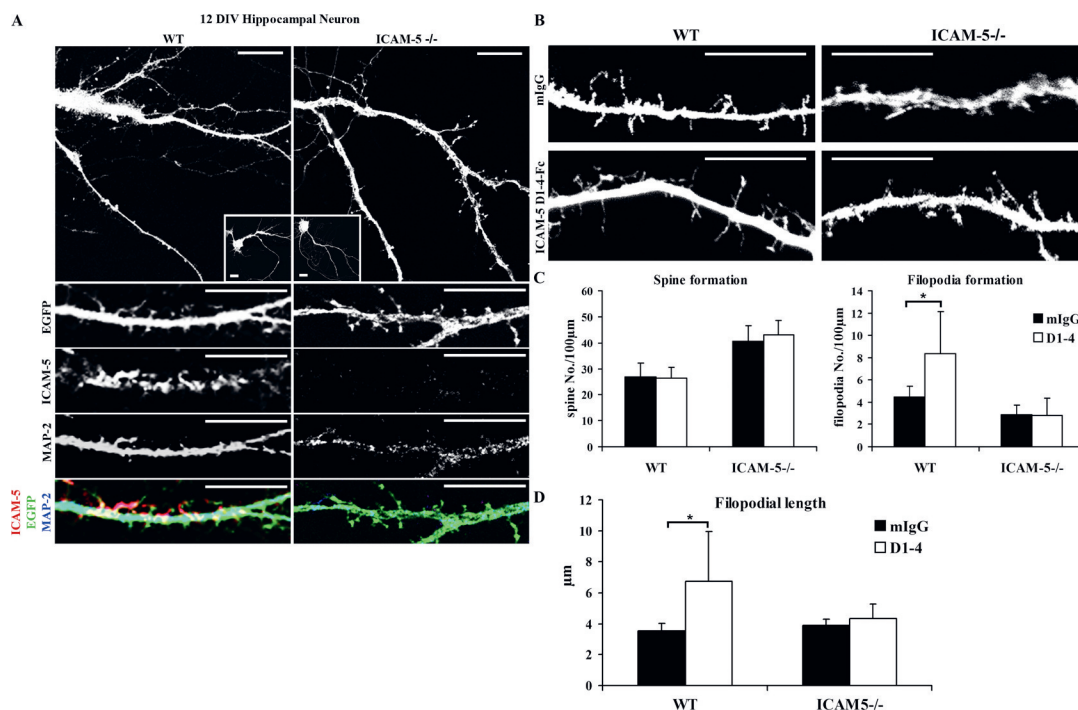 A
12 DIV Hippocampal Neuron
WT
ICAM-5 -/-
EGFP
ICAM-5
MAP-2
ICAM-5
EGFP
MAP-2
B
WT
ICAM-5-/-
mIgG
ICAM-5 D1-4-Fc
C
Spine formation
spine No./100µm
60
50
40
30
20
10
0
WT
ICAM-5-/-
Filopodia formation
filopodia No./100µm
14
12
10
8
6
4
2
0
*
mIgG
D1-4
WT
ICAM-5-/-
D
Filopodial length
µm
12
10
8
6
4
2
0
*
mIgG
D1-4
WT
ICAM5-/-